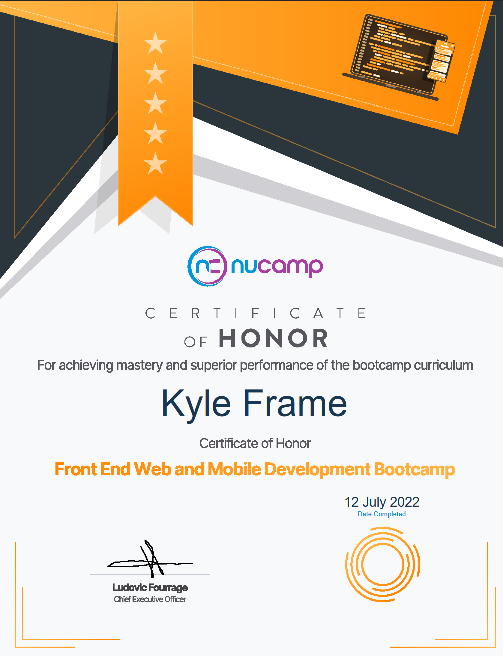 nc nucamp
CERTIFICATE
OF HONOR
For achieving mastery and superior performance of the bootcamp curriculum
Kyle Frame
Certificate of Honor
Front End Web and Mobile Development Bootcamp
12 July 2022
Date Completed
Ludovic Fourrage
Chief Executive Officer